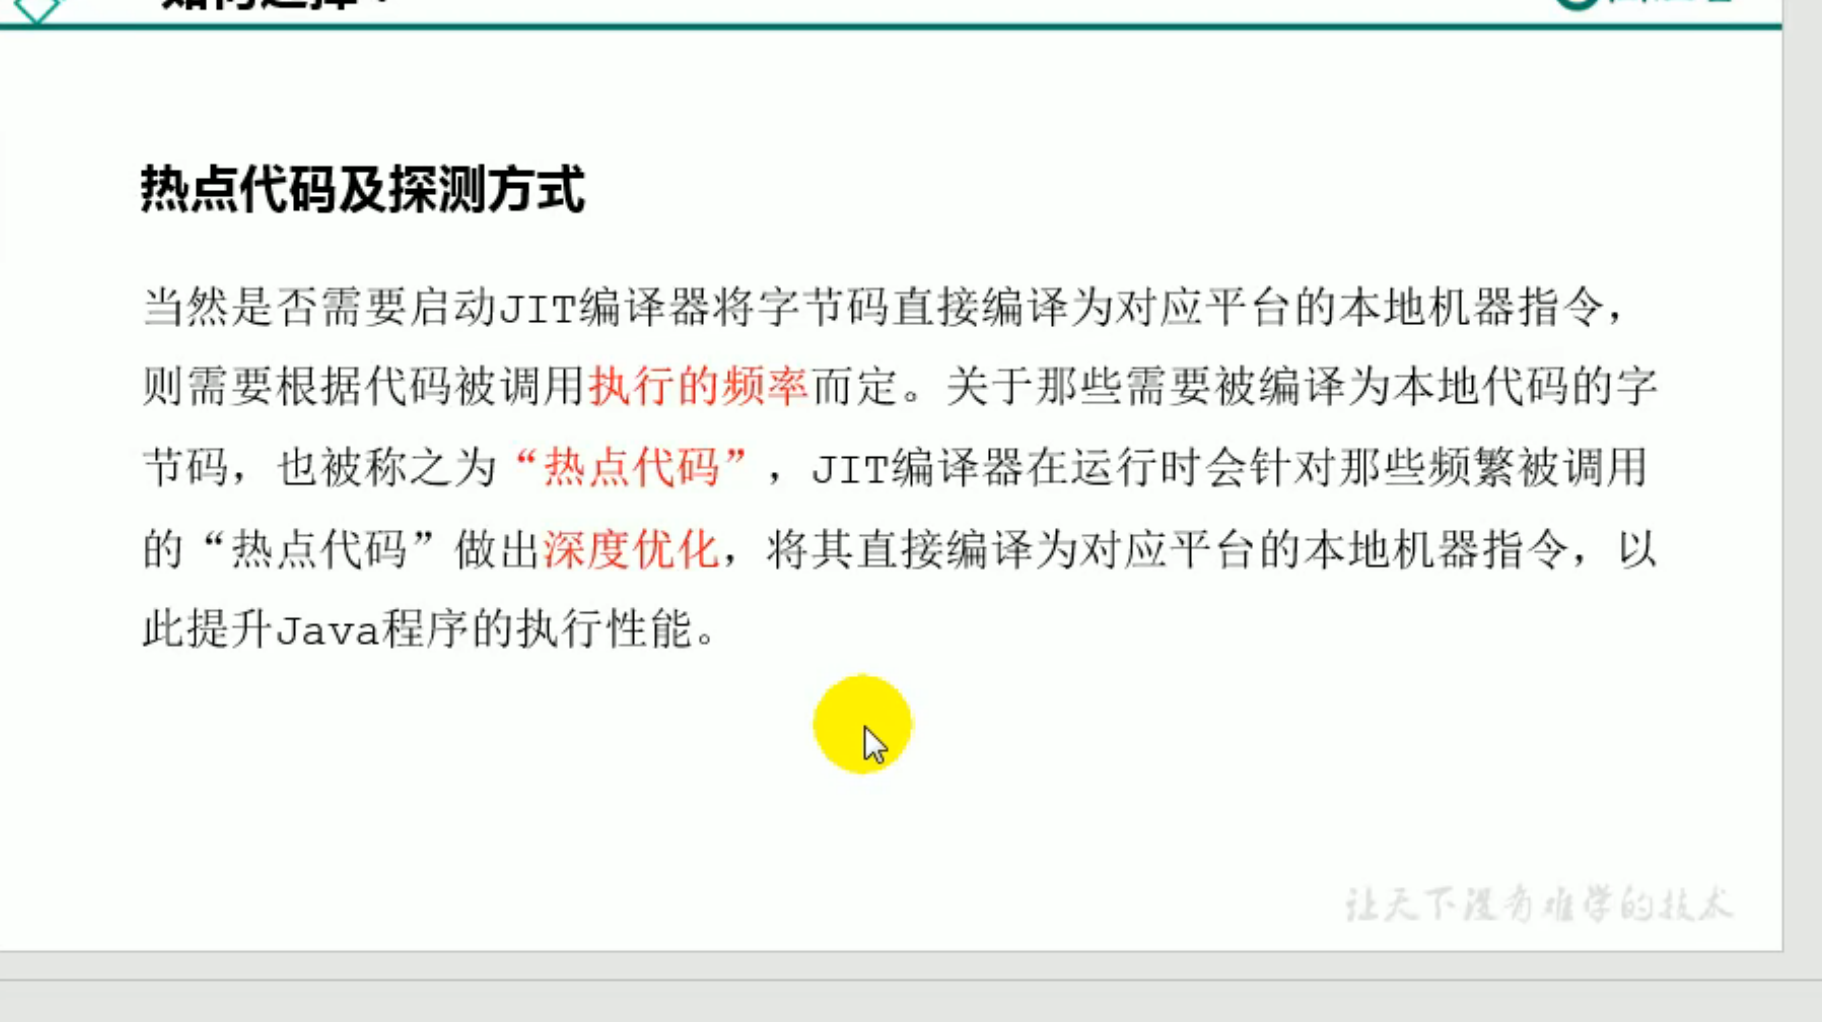 如何选择？
热点代码及探测方式
当然是否需要启动JIT编译器将字节码直接编译为对应平台的本地机器指令，
则需要根据代码被调用执行的频率而定。关于那些需要被编译为本地代码的字
节码，也被称之为“热点代码”，JIT编译器在运行时会针对那些频繁被调用
的“热点代码”做出深度优化，将其直接编译为对应平台的本地机器指令，以
此提升Java程序的执行性能。
让天下没有难学的技术